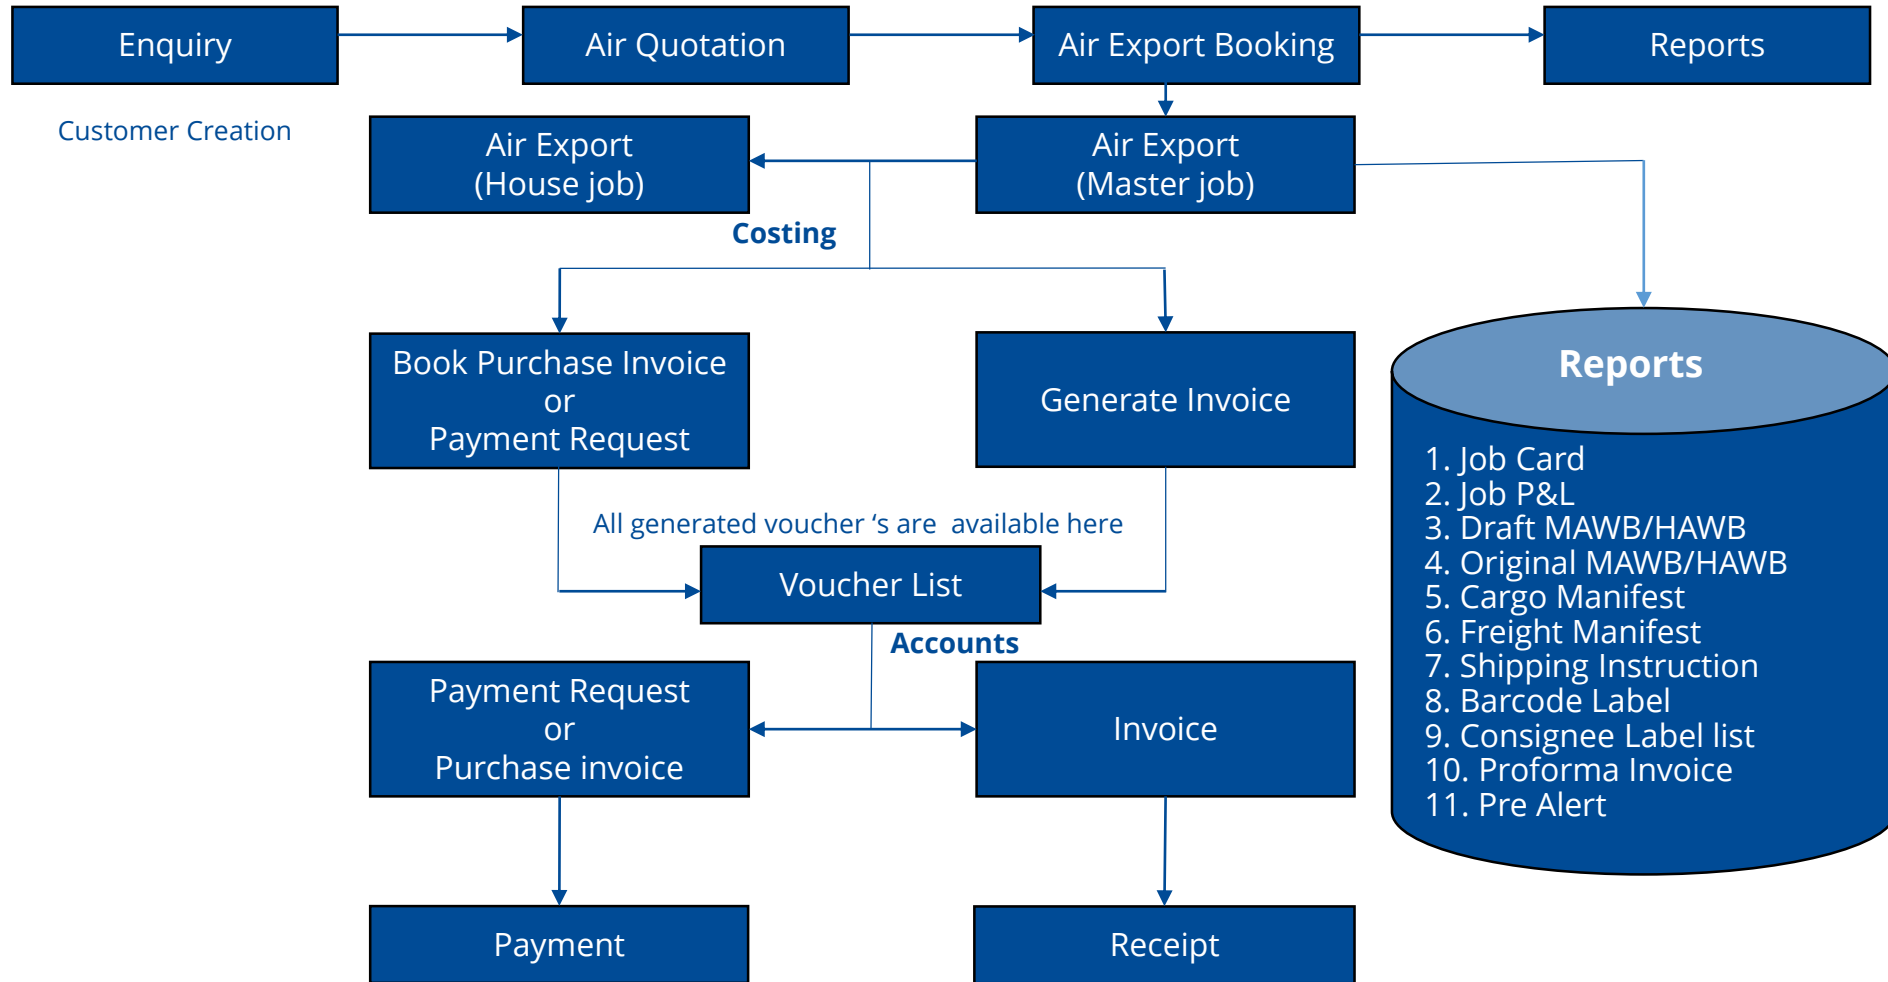 Enquiry
Air Quotation
Air Export Booking
Reports
Customer Creation
Air Export
(House job)
Air Export
(Master job)
Costing
Book Purchase Invoice
or
Payment Request
Generate Invoice
Reports
1. Job Card
2. Job P&L
3. Draft MAWB/HAWB
4. Original MAWB/HAWB
5. Cargo Manifest
6. Freight Manifest
7. Shipping Instruction
8. Barcode Label
9. Consignee Label list
10. Proforma Invoice
11. Pre Alert
All generated voucher ‘s are  available here
Voucher List
Accounts
Payment Request
or
Purchase invoice
Invoice
Payment
Receipt